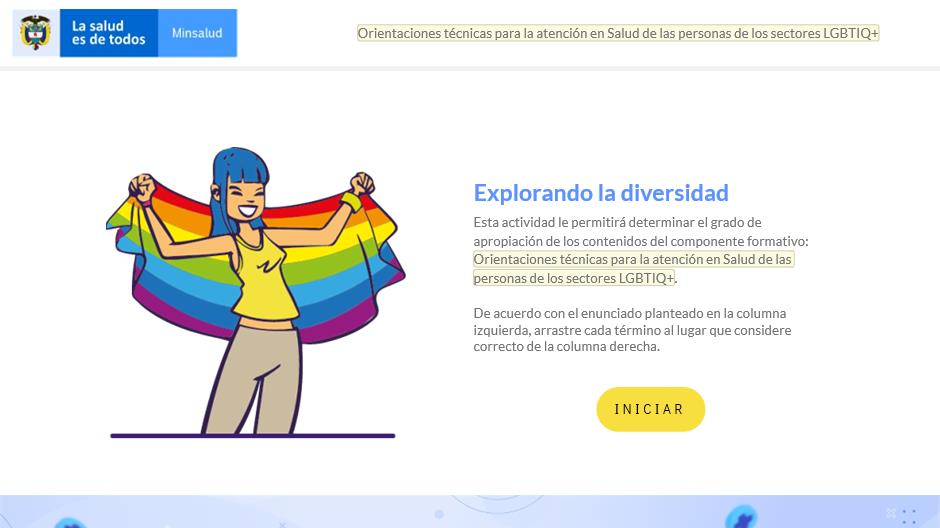 La salud
es de todos
Minsalud
Orientaciones técnicas para la atención en Salud de las personas de los sectores LGBTIQ+
Explorando la diversidad
Esta actividad le permitirá determinar el grado de
apropiación de los contenidos del componente formativo:
Orientaciones técnicas para la atención en Salud de las
personas de los sectores LGBTIQ+.
De acuerdo con el enunciado planteado en la columna
izquierda, arrastre cada término al lugar que considere
correcto de la columna derecha.
INICIAR